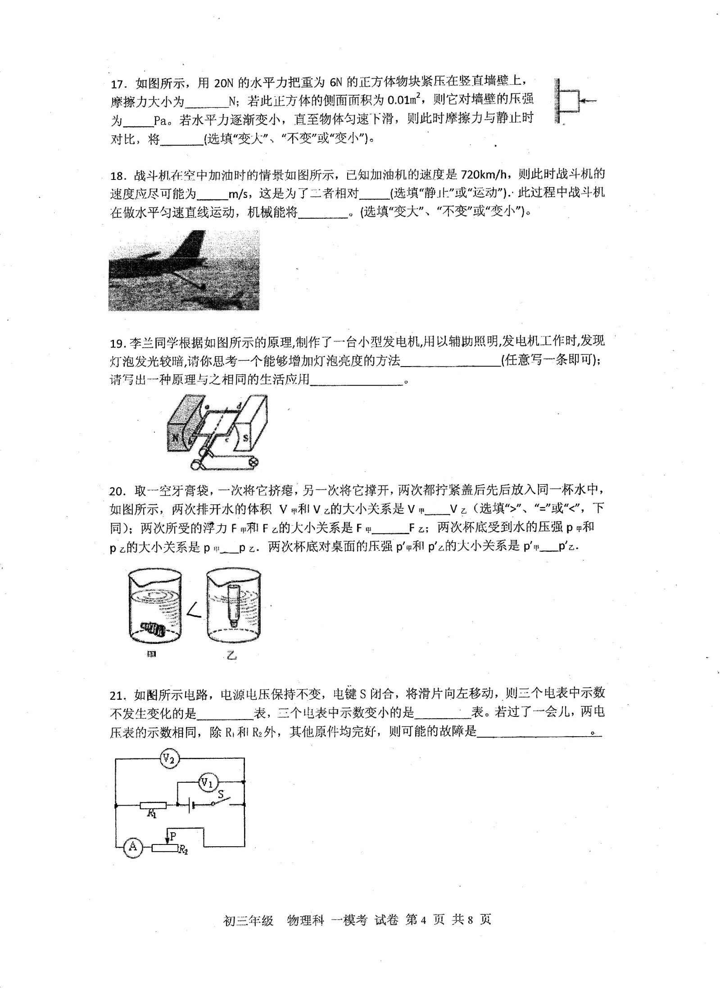 17. 如图所示，用 20N 的水平力把重为 6N 的正方体物块紧压在竖直墙壁上，
摩擦力大小为______N；若此正方体的侧面面积为 0.01m²，则它对墙壁的压强
为____Pa。若水平力逐渐变小，直至物体匀速下滑，则此时摩擦力与静止时
对比，将______(选填“变大”、“不变”或“变小”)。
18. 战斗机在空中加油时的情景如图所示，已知加油机的速度是 720km/h，则此时战斗机的
速度应尽可能为____m/s，这是为了二者相对____(选填“静止”或“运动”). 此过程中战斗机
在做水平匀速直线运动，机械能将______。(选填“变大”、“不变”或“变小”)。
19. 李兰同学根据如图所示的原理,制作了一台小型发电机,用以辅助照明,发电机工作时,发现
灯泡发光较暗,请你思考一个能够增加灯泡亮度的方法____________(任意写一条即可);
请写出一种原理与之相同的生活应用____________。
a d
N b c S
20. 取一空牙膏袋，一次将它挤瘪，另一次将它撑开，两次都拧紧盖后先后放入同一杯水中，
如图所示，两次排开水的体积 V甲和 V乙的大小关系是 V甲____V乙（选填“>”、“=”或“<”，下
同）；两次所受的浮力 F甲和 F乙的大小关系是 F甲______F乙；两次杯底受到水的压强 p甲和
p乙的大小关系是 p甲___p乙. 两次杯底对桌面的压强 p′甲和 p′乙的大小关系是 p′甲___p′乙.
<
甲 乙
21. 如图所示电路，电源电压保持不变，电键 S 闭合，将滑片向左移动，则三个电表中示数
不发生变化的是________表，三个电表中示数变小的是________表。若过了一会儿，两电
压表的示数相同，除 R₁和 R₂外，其他原件均完好，则可能的故障是________________。
V₂
V₁
S
R₁
P
A R₂
初三年级 物理科 一模考 试卷 第 4 页 共 8 页